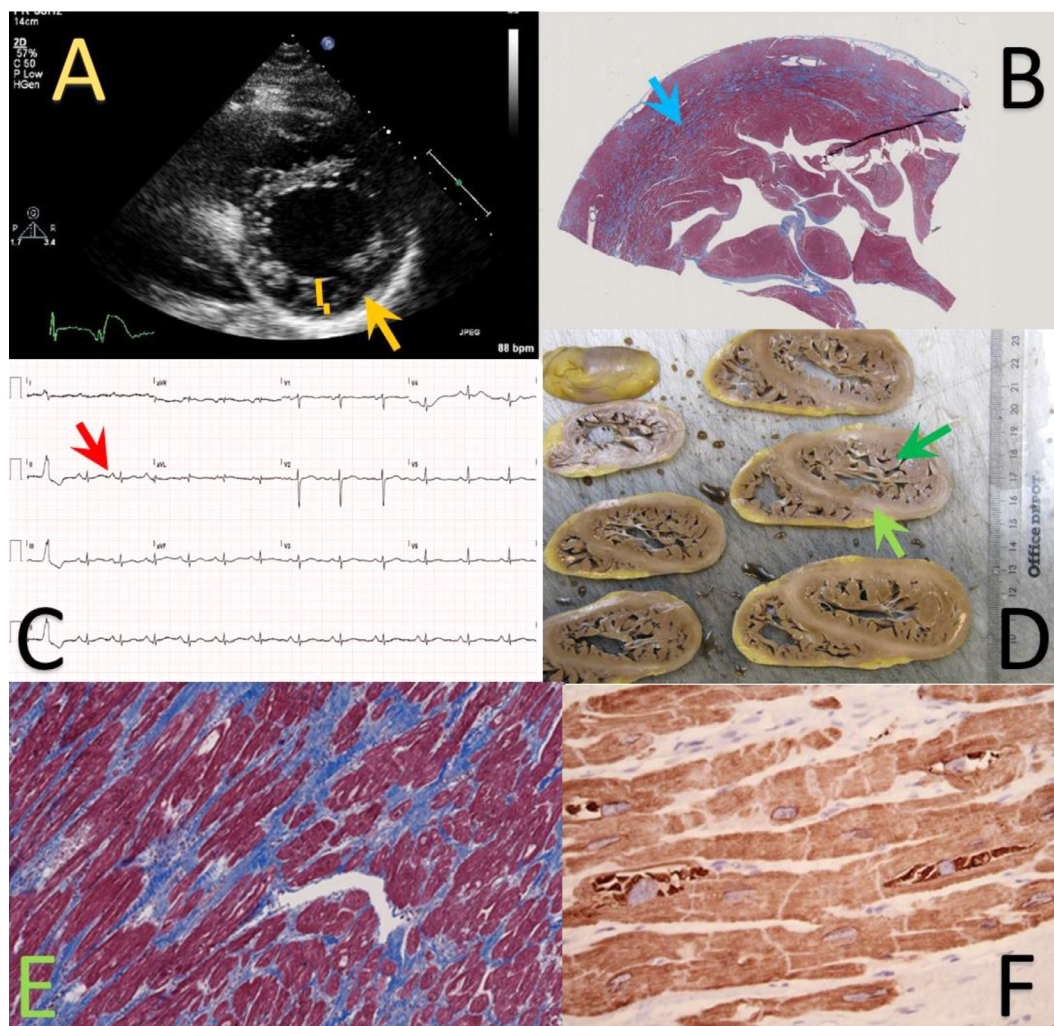 14cm
2D
57%
C 50
P Low
HGen
A
P
R
1.7
3.4
JPEG
88 bpm
B
I
aVR
V1
V4
II
aVL
V2
V5
III
aVF
V3
V6
C
23
22
21
20
19
18
17
16
15
14
13
12
Office DEPOT
D
E
F